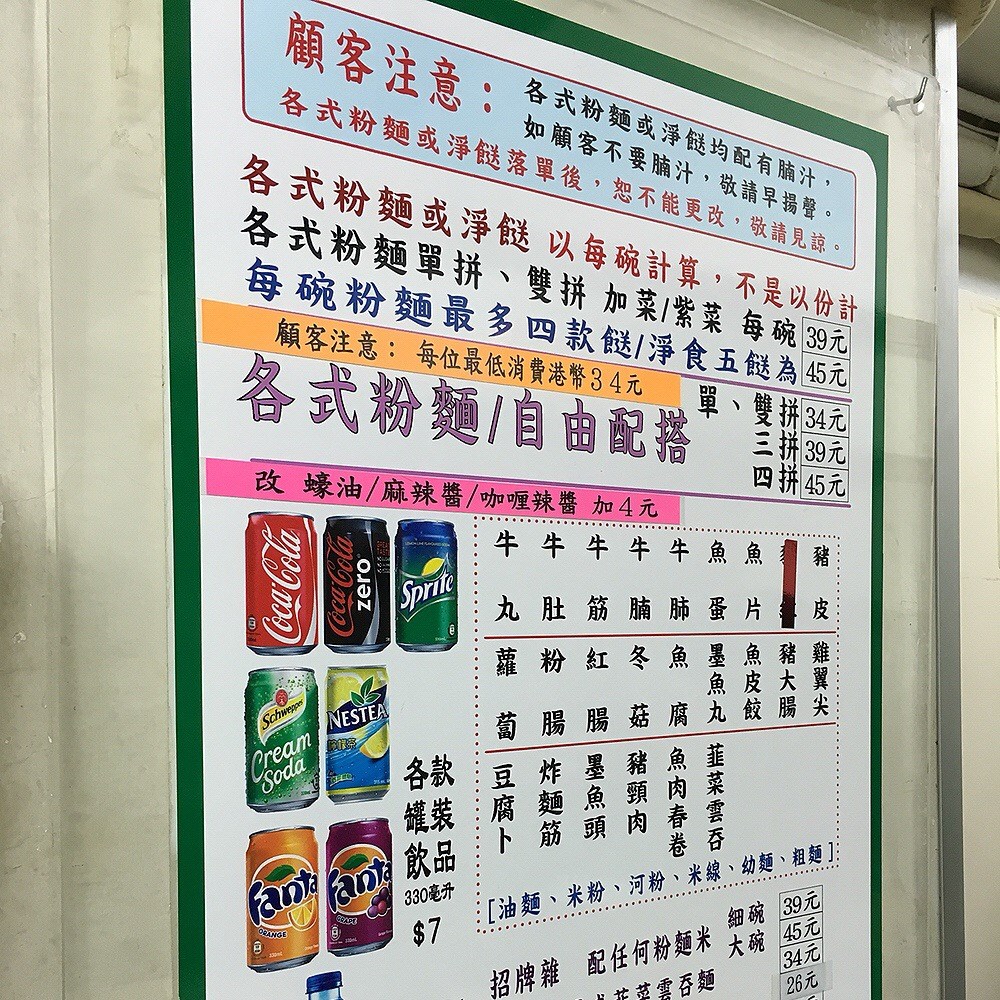 顧客注意：
各式粉麵或淨餸均配有腩汁，
如顧客不要腩汁，敬請早揚聲。
各式粉麵或淨餸落單後，恕不能更改，敬請見諒。
各式粉麵或淨餸 以每碗計算，不是以份計
各式粉麵單拼、雙拼 加菜/紫菜 每碗 39元
每碗粉麵最多四款餸/淨食五餸為 45元
顧客注意： 每位最低消費港幣34元
各式粉麵/自由配搭
單、雙拼 34元
三拼 39元
四拼 45元
改 蠔油/麻辣醬/咖喱辣醬 加4元
牛丸 牛肚 牛筋 牛腩 牛肺 魚蛋 魚片 豬皮
蘿蔔 粉腸 紅腸 冬菇 魚腐 墨魚丸 魚皮餃 豬大腸 雞翼尖
豆腐卜 炸麵筋 墨魚頭 豬頸肉 魚肉春卷 韮菜雲吞
[油麵、米粉、河粉、米線、幼麵、粗麵]
Coca-Cola
Coca-Cola zero
Sprite
Schweppes
Cream Soda
NESTEA
檸檬茶
Fanta
ORANGE
Fanta
GRAPE
各款
罐裝
飲品
330毫升
$7
招牌雜 配任何粉麵米
細碗 39元
大碗 45元
34元
韮菜雲吞麵 26元